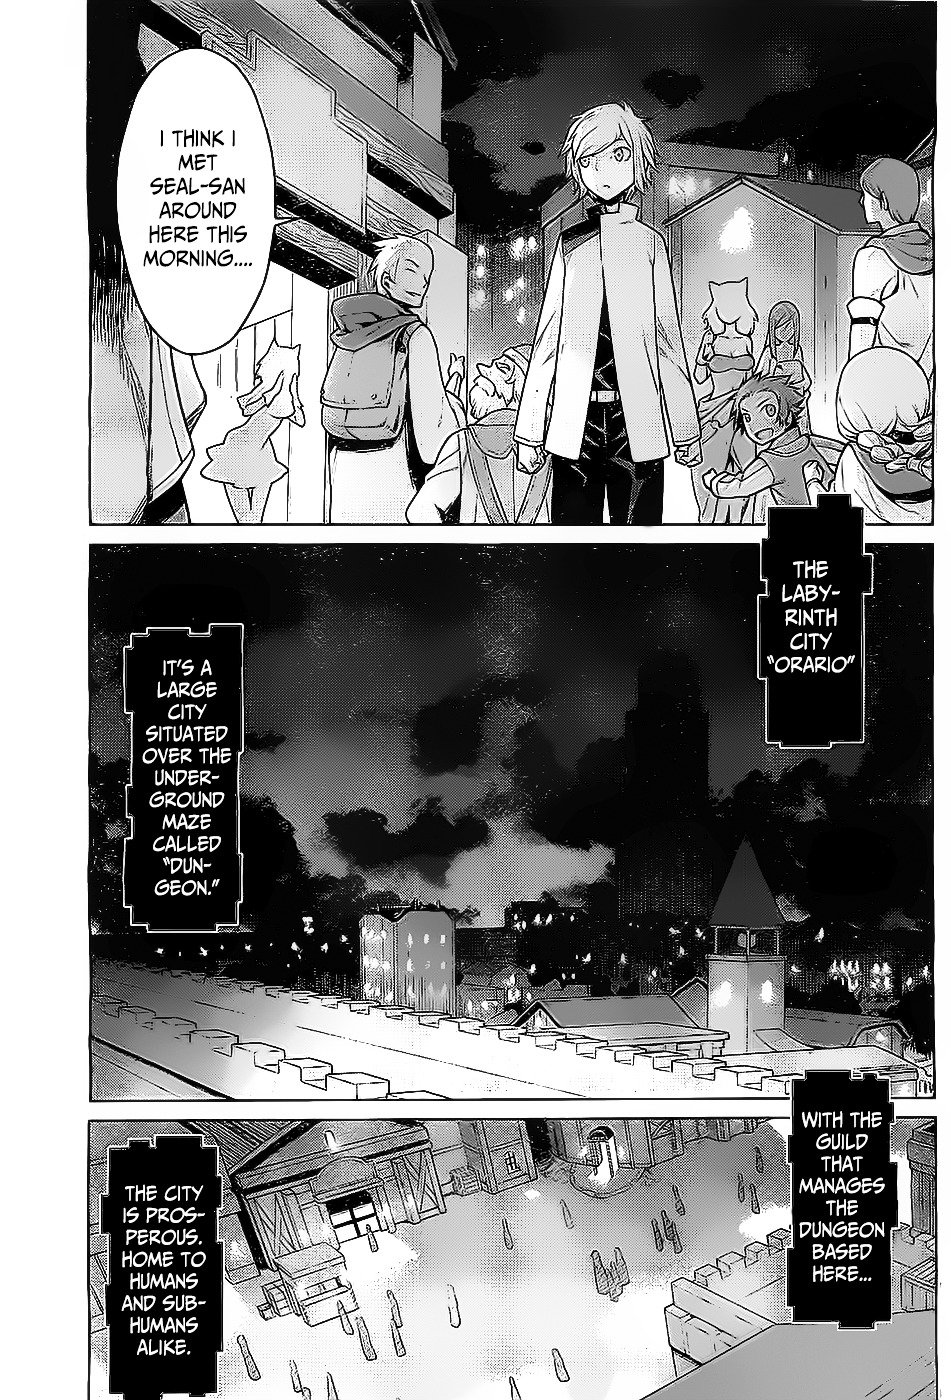 I THINK I
MET
SEAL-SAN
AROUND
HERE THIS
MORNING....
THE
LABY-
RINTH
CITY
"ORARIO"
IT'S A
LARGE
CITY
SITUATED
OVER THE
UNDER-
GROUND
MAZE
CALLED
"DUN-
GEON."
WITH THE
GUILD
THAT
MANAGES
THE
DUNGEON
BASED
HERE...
THE CITY
IS PROS-
PEROUS.
HOME TO
HUMANS
AND SUB-
HUMANS
ALIKE.